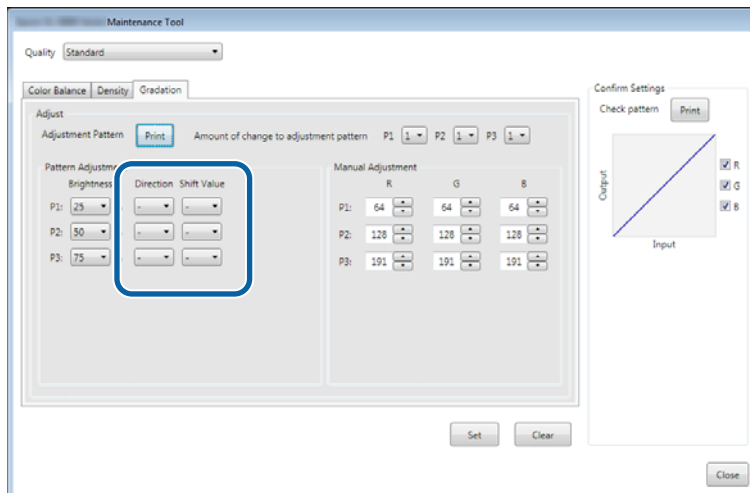 Maintenance Tool
Quality Standard
Color Balance Density Gradation
Adjust
Adjustment Pattern Print Amount of change to adjustment pattern P1 1 P2 1 P3 1
Pattern Adjustme
Brightness Direction Shift Value
P1: 25 - -
P2: 50 - -
P3: 75 - -
Manual Adjustment
R G B
P1: 64 64 64
P2: 128 128 128
P3: 191 191 191
Set Clear
Confirm Settings
Check pattern Print
Output
R
G
B
Input
Close